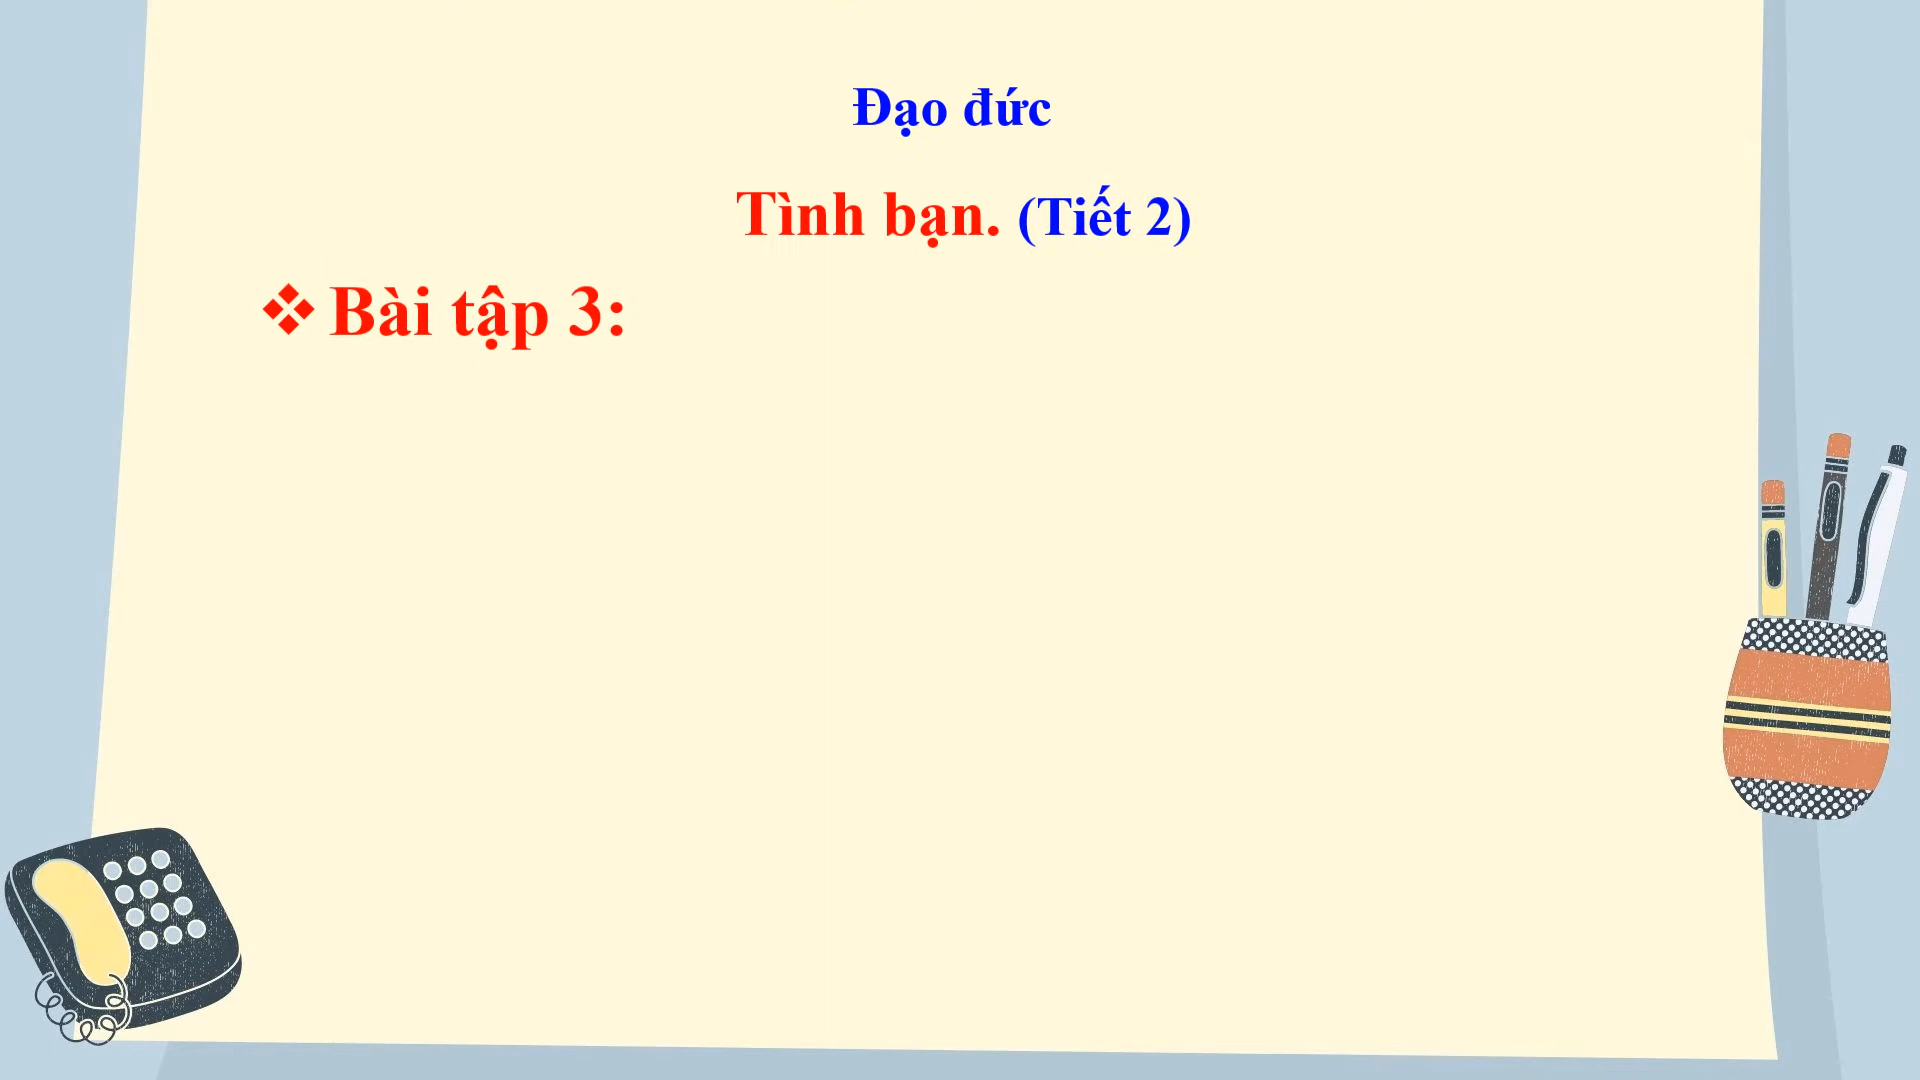 Đạo đức
Tình bạn. (Tiết 2)
❖ Bài tập 3: